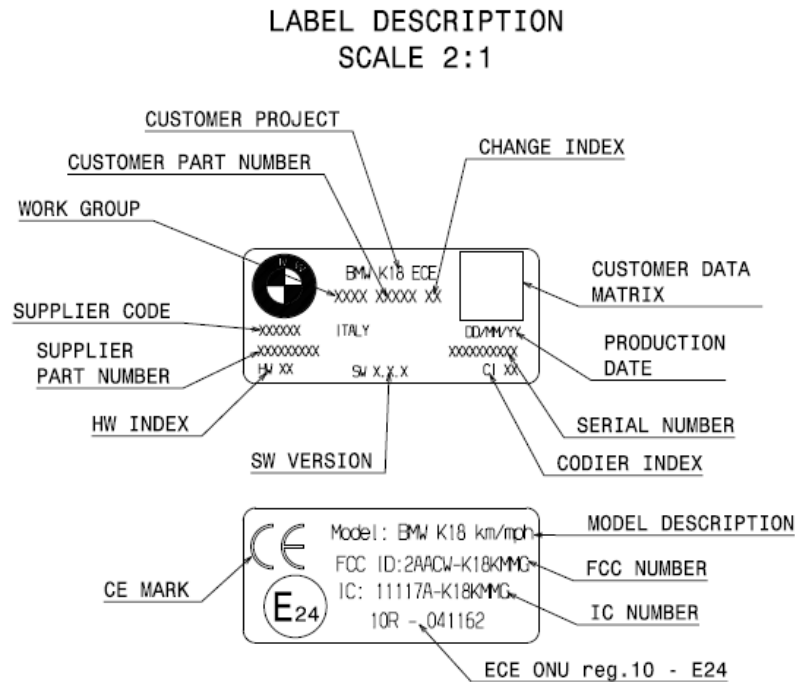 LABEL DESCRIPTION
SCALE 2:1
CUSTOMER PROJECT
CUSTOMER PART NUMBER
CHANGE INDEX
WORK GROUP
BMW
BMW K18 ECE
XXXX XXXXX XX
CUSTOMER DATA
MATRIX
SUPPLIER CODE
XXXXXX
ITALY
DD/MM/YY
SUPPLIER
PART NUMBER
XXXXXXXXX
XXXXXXXXXX
PRODUCTION
DATE
HW XX
SW X.X.X
CI XX
HW INDEX
SERIAL NUMBER
SW VERSION
CODIER INDEX
CE
Model: BMW K18 km/mph
MODEL DESCRIPTION
FCC ID:2AACW-K18KMMG
FCC NUMBER
CE MARK
E24
IC: 11117A-K18KMMG
IC NUMBER
10R - 041162
ECE ONU reg.10 - E24